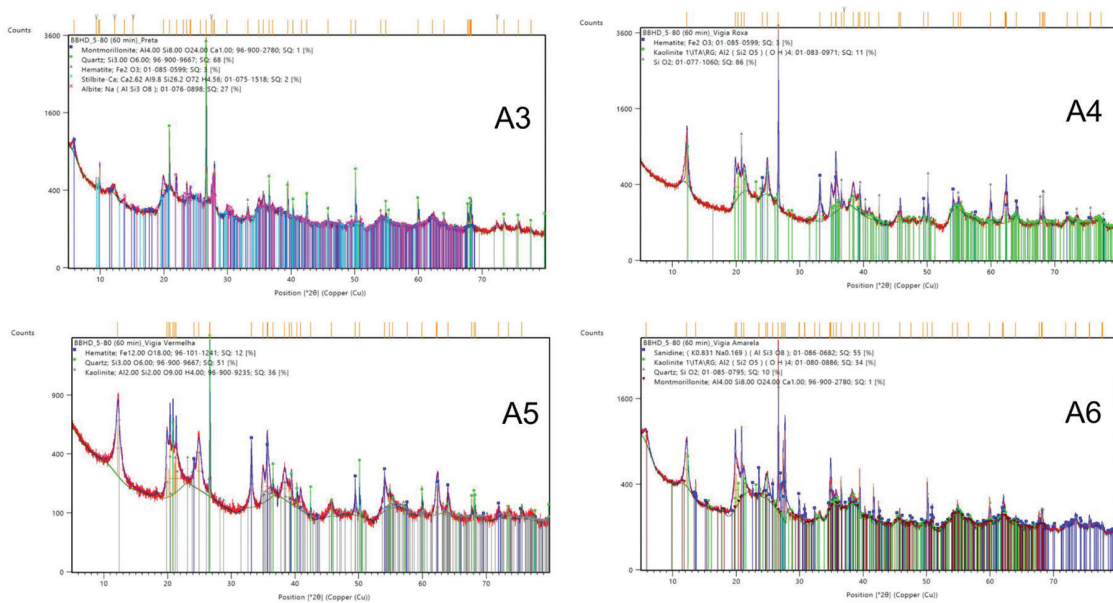 Counts
3600
1600
400
0
BBHD_5-80 (60 min)_Preta
Montmorillonite; Al4.00 Si8.00 O24.00 Ca1.00; 96-900-2780; SQ: 1 [%]
Quartz; Si3.00 O6.00; 96-900-9667; SQ: 68 [%]
Hematite; Fe2 O3; 01-085-0599; SQ: 3 [%]
Stilbite-Ca; Ca2.62 Al9.8 Si26.2 O72 H4.56; 01-075-1518; SQ: 2 [%]
Albite; Na ( Al Si3 O8 ); 01-076-0898; SQ: 27 [%]
A3
10 20 30 40 50 60 70
Position [°2θ] (Copper (Cu))
Counts
3600
1600
400
0
BBHD_5-80 (60 min)_Vigia Roxa
Hematite; Fe2 O3; 01-085-0599; SQ: 3 [%]
Kaolinite 1\ITA\RG; Al2 ( Si2 O5 ) ( O H )4; 01-083-0971; SQ: 11 [%]
Si O2; 01-077-1060; SQ: 86 [%]
A4
10 20 30 40 50 60 70
Position [°2θ] (Copper (Cu))
Counts
900
400
100
0
BBHD_5-80 (60 min)_Vigia Vermelha
Hematite; Fe12.00 O18.00; 96-101-1241; SQ: 12 [%]
Quartz; Si3.00 O6.00; 96-900-9667; SQ: 51 [%]
Kaolinite; Al2.00 Si2.00 O9.00 H4.00; 96-900-9235; SQ: 36 [%]
A5
10 20 30 40 50 60 70
Position [°2θ] (Copper (Cu))
Counts
1600
400
0
BBHD_5-80 (60 min)_Vigia Amarela
Sanidine; ( K0.831 Na0.169 ) ( Al Si3 O8 ); 01-086-0682; SQ: 55 [%]
Kaolinite 1\ITA\RG; Al2 ( Si2 O5 ) ( O H )4; 01-080-0886; SQ: 34 [%]
Quartz; Si O2; 01-085-0795; SQ: 10 [%]
Montmorillonite; Al4.00 Si8.00 O24.00 Ca1.00; 96-900-2780; SQ: 1 [%]
A6
10 20 30 40 50 60 70
Position [°2θ] (Copper (Cu))